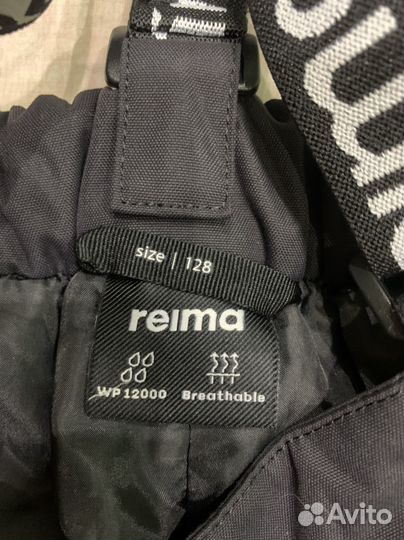 size | 128
reima
WP 12000 Breathable
Avito